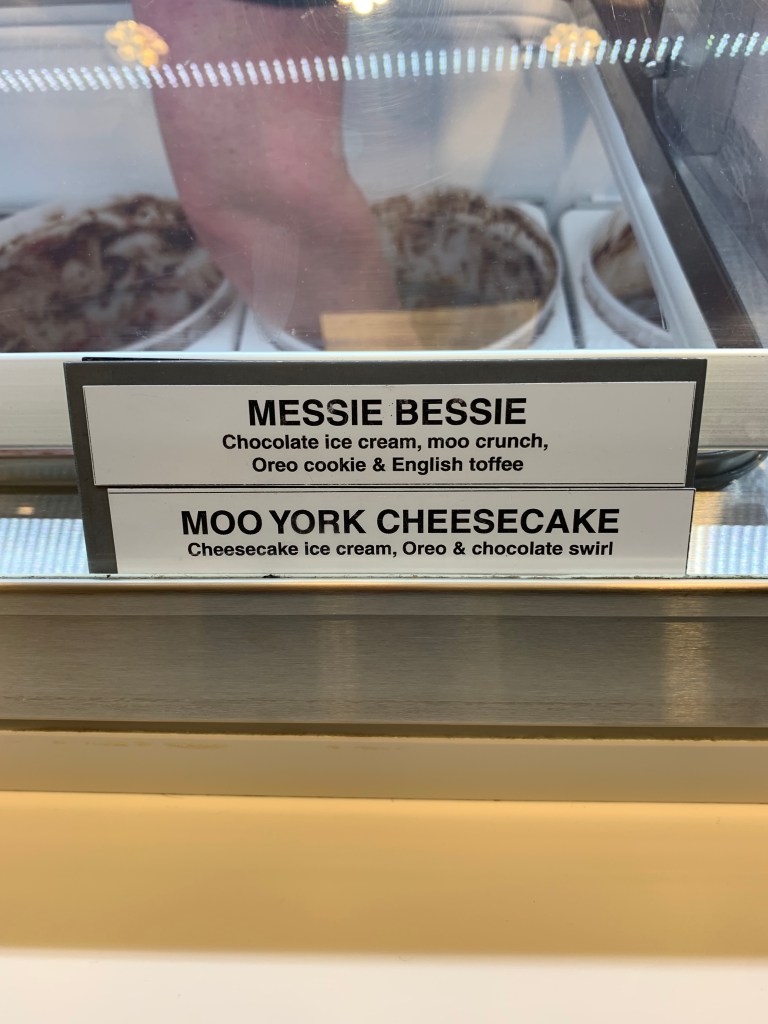 MESSIE BESSIE
Chocolate ice cream, moo crunch,
Oreo cookie & English toffee
MOO YORK CHEESECAKE
Cheesecake ice cream, Oreo & chocolate swirl